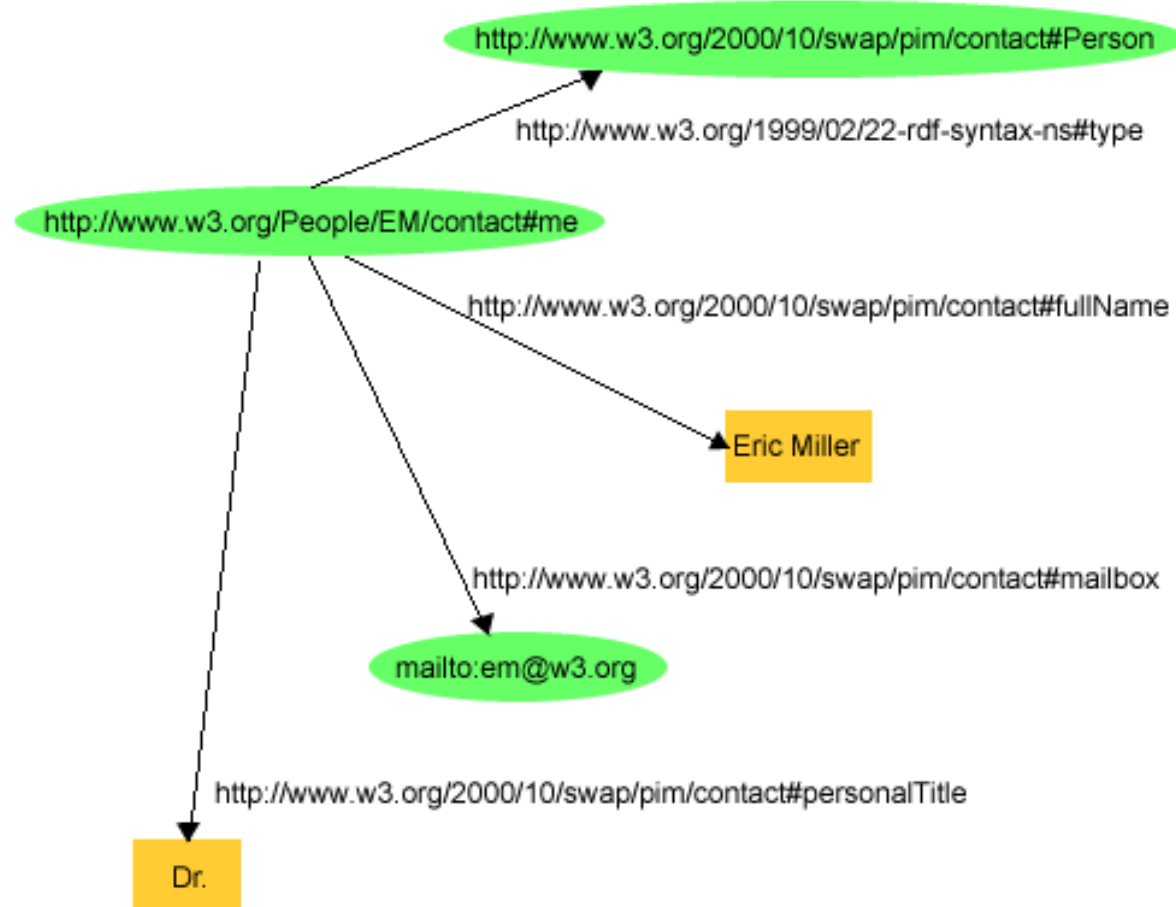 http://www.w3.org/2000/10/swap/pim/contact#Person
http://www.w3.org/1999/02/22-rdf-syntax-ns#type
http://www.w3.org/People/EM/contact#me
http://www.w3.org/2000/10/swap/pim/contact#fullName
Eric Miller
http://www.w3.org/2000/10/swap/pim/contact#mailbox
mailto:em@w3.org
http://www.w3.org/2000/10/swap/pim/contact#personalTitle
Dr.